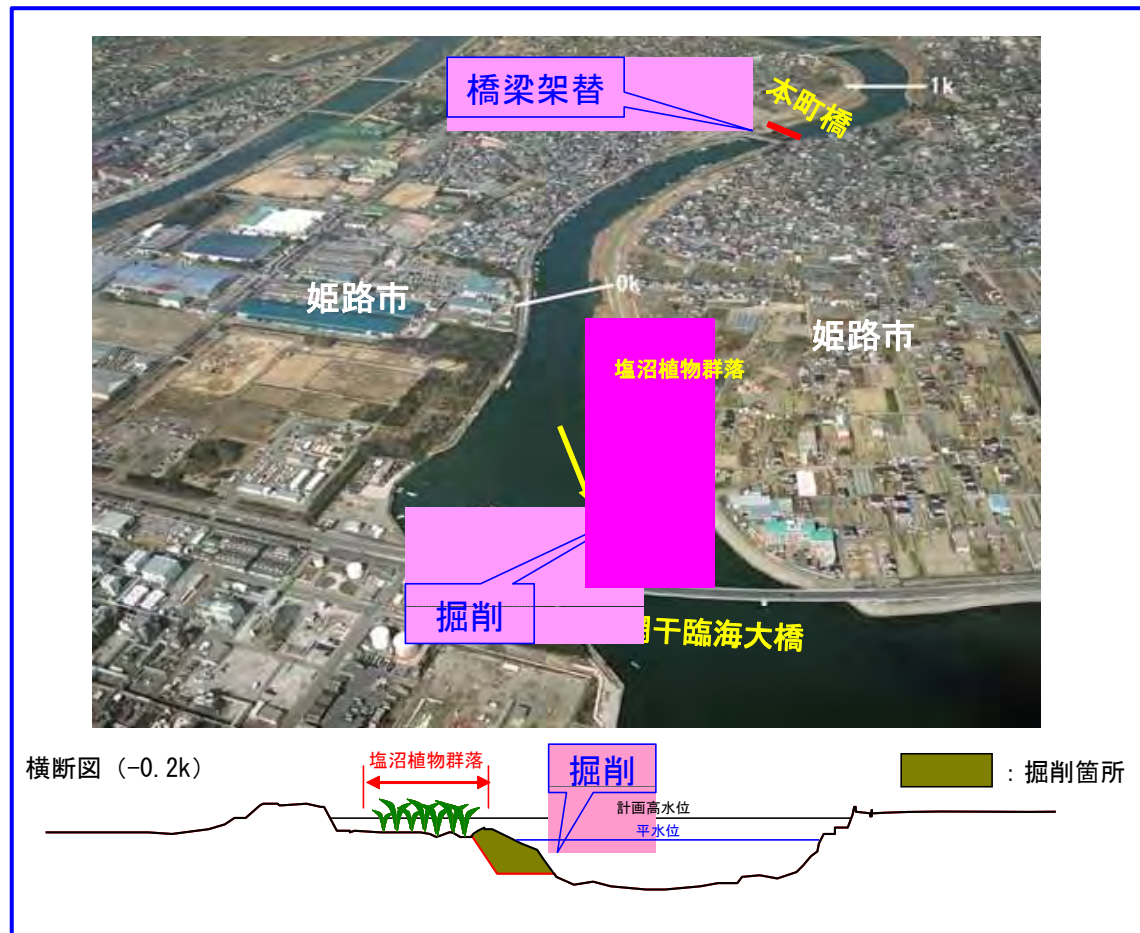 橋梁架替
本町橋
1k
0k
姫路市
姫路市
塩沼植物群落
掘削
干臨海大橋
横断図 (-0.2k)
塩沼植物群落
掘削
：掘削箇所
計画高水位
平水位